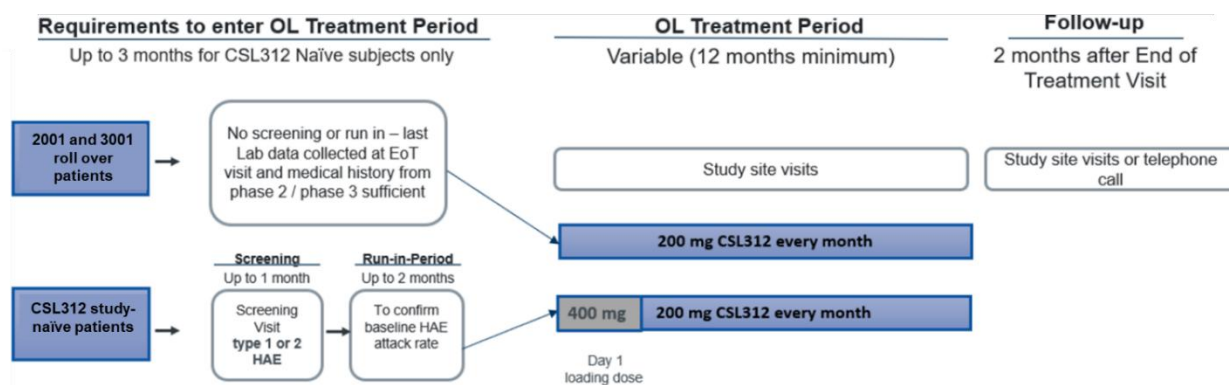 Requirements to enter OL Treatment Period
Up to 3 months for CSL312 Naïve subjects only
OL Treatment Period
Variable (12 months minimum)
Follow-up
2 months after End of
Treatment Visit
2001 and 3001
roll over
patients
No screening or run in – last
Lab data collected at EoT
visit and medical history from
phase 2 / phase 3 sufficient
Study site visits
Study site visits or telephone
call
200 mg CSL312 every month
Screening
Up to 1 month
Run-in-Period
Up to 2 months
CSL312 study-
naïve patients
Screening
Visit
type 1 or 2
HAE
To confirm
baseline HAE
attack rate
400 mg
200 mg CSL312 every month
Day 1
loading dose